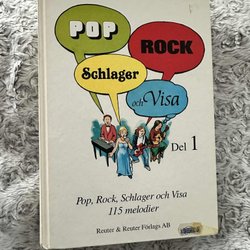 POP
ROCK
Schlager
och Visa
Del 1
Pop, Rock, Schlager och Visa
115 melodier
Reuter & Reuter Förlags AB